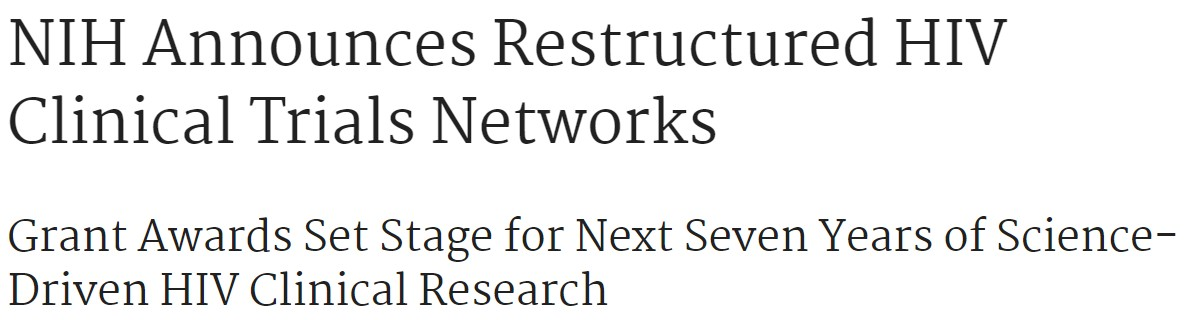 NIH Announces Restructured HIV
Clinical Trials Networks
Grant Awards Set Stage for Next Seven Years of Science-
Driven HIV Clinical Research